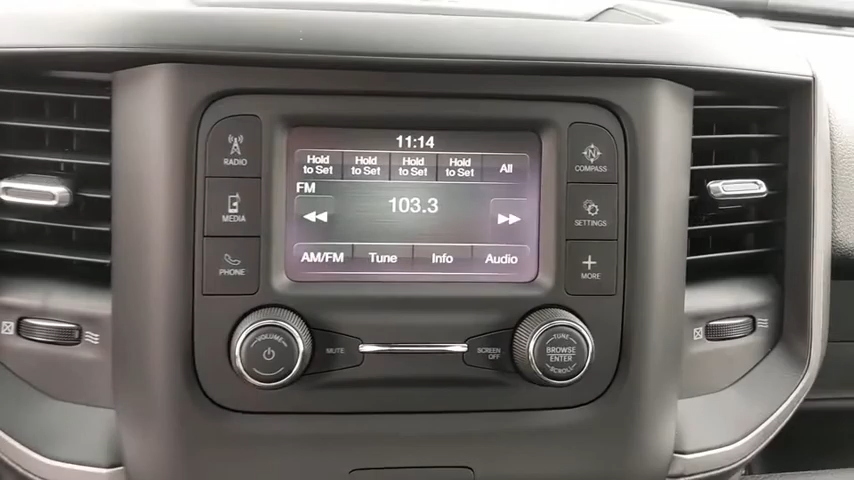 11:14
Hold to Set
Hold to Set
Hold to Set
Hold to Set
All
FM
103.3
AM/FM Tune Info Audio
RADIO
MEDIA
PHONE
N
COMPASS
SETTINGS
MORE
VOLUME
MUTE
SCREEN OFF
TUNE
BROWSE
ENTER
SCROLL